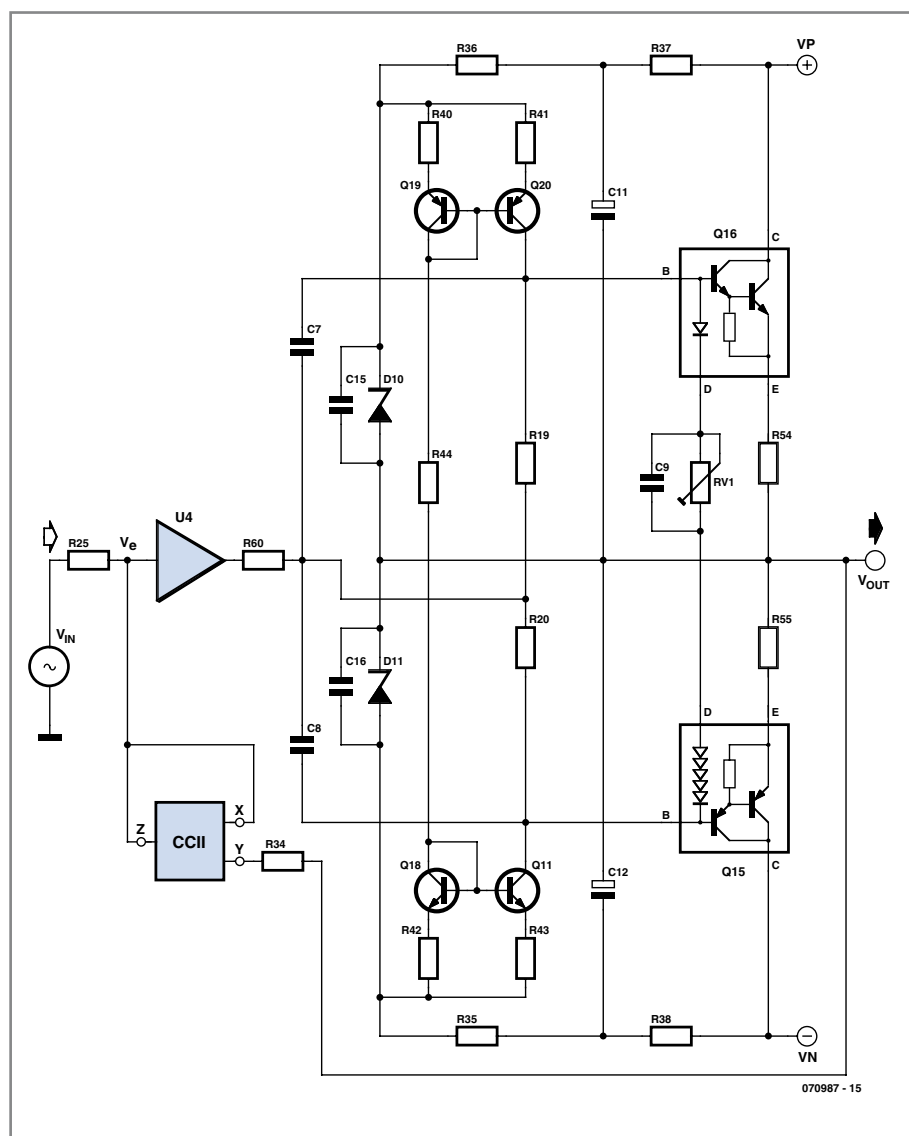 R36
R37
VP
R40
R41
Q19
Q20
C11
Q16
C
B
C7
C15
D10
D
E
R44
R19
C9
RV1
R54
U4
R25
Ve
R60
VOUT
VIN
R20
R55
C16
D11
C8
D
E
X
Z
CCII
Y
R34
B
Q18
Q11
C12
Q15
C
R42
R43
R35
R38
VN
070987 - 15